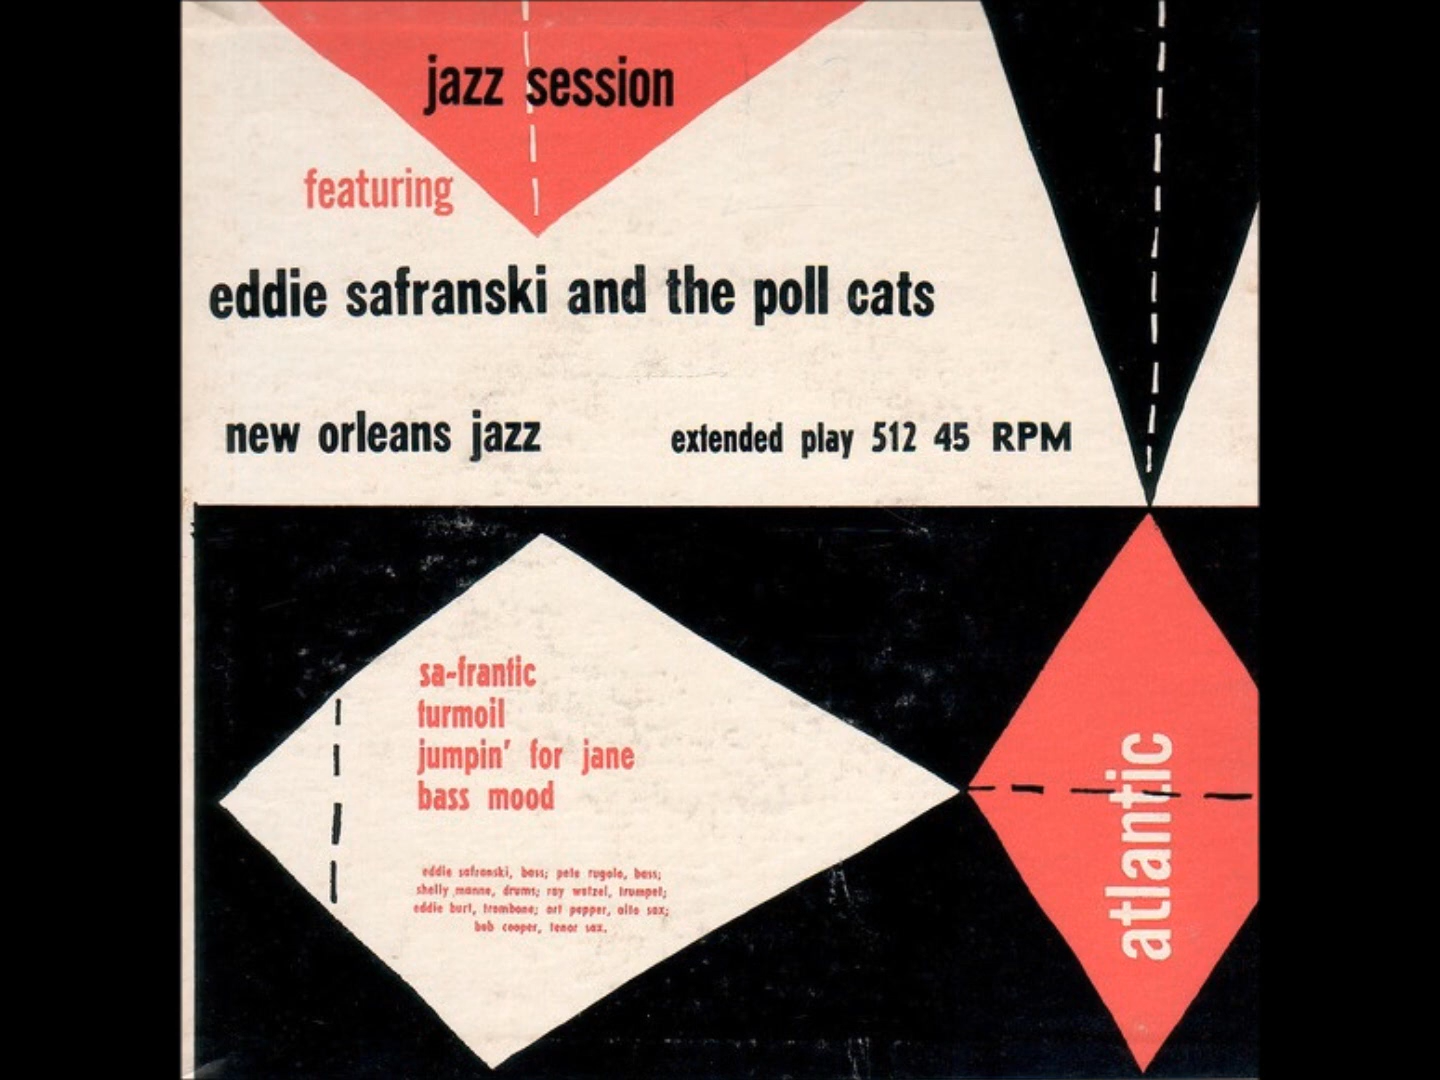 jazz session
featuring
eddie safranski and the poll cats
new orleans jazz
extended play 512 45 RPM
sa-frantic
turmoil
jumpin' for jane
bass mood
eddie safranski, bass; pete rugolo, bass;
shelly manne, drums; ray wetzel, trumpet;
eddie burt, trombone; art pepper, alto sax;
bob cooper, tenor sax.
atlantic